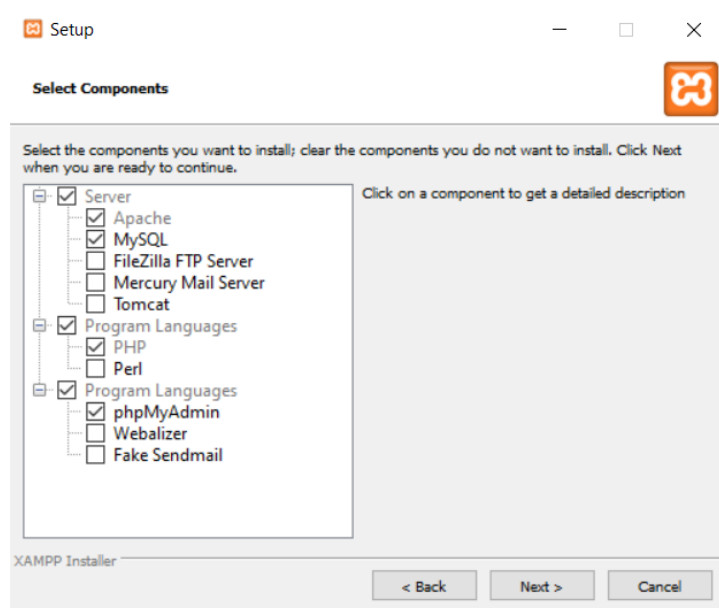 Setup
Select Components
Select the components you want to install; clear the components you do not want to install. Click Next
when you are ready to continue.
Server
Apache
MySQL
FileZilla FTP Server
Mercury Mail Server
Tomcat
Program Languages
PHP
Perl
Program Languages
phpMyAdmin
Webalizer
Fake Sendmail
Click on a component to get a detailed description
XAMPP Installer
< Back
Next >
Cancel